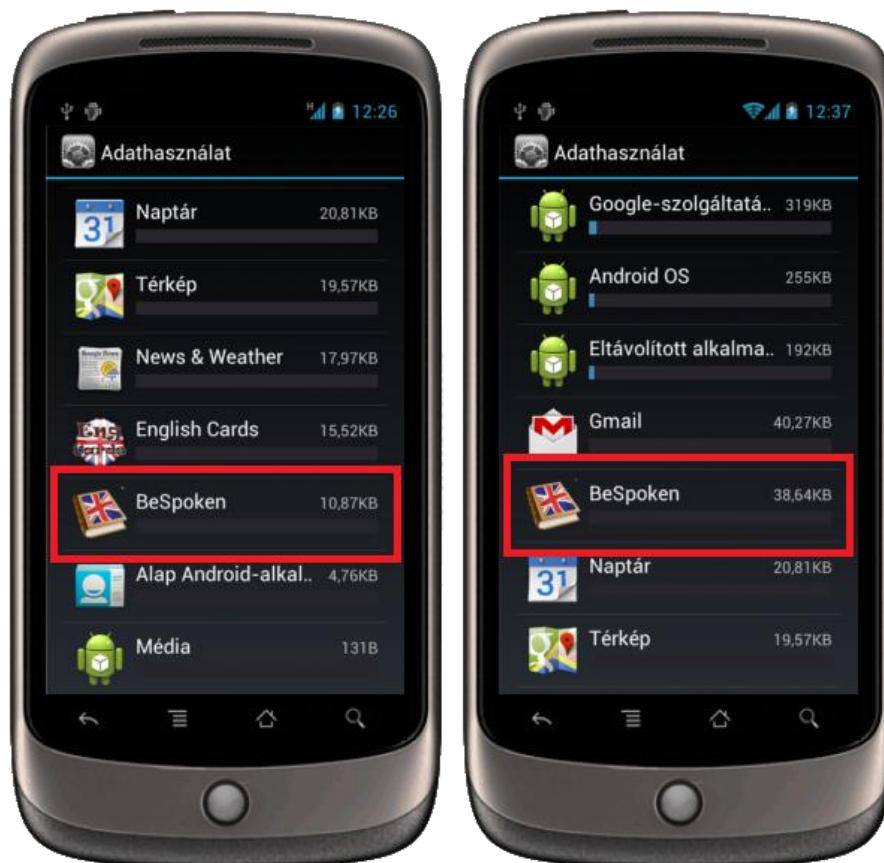 H 12:26
Adathasználat
31
Naptár 20,81KB
Térkép 19,57KB
News & Weather 17,97KB
English Cards 15,52KB
BeSpoken 10,87KB
Alap Android-alkal.. 4,76KB
Média 131B
12:37
Adathasználat
Google-szolgáltatá.. 319KB
Android OS 255KB
Eltávolított alkalma.. 192KB
Gmail 40,27KB
BeSpoken 38,64KB
31
Naptár 20,81KB
Térkép 19,57KB